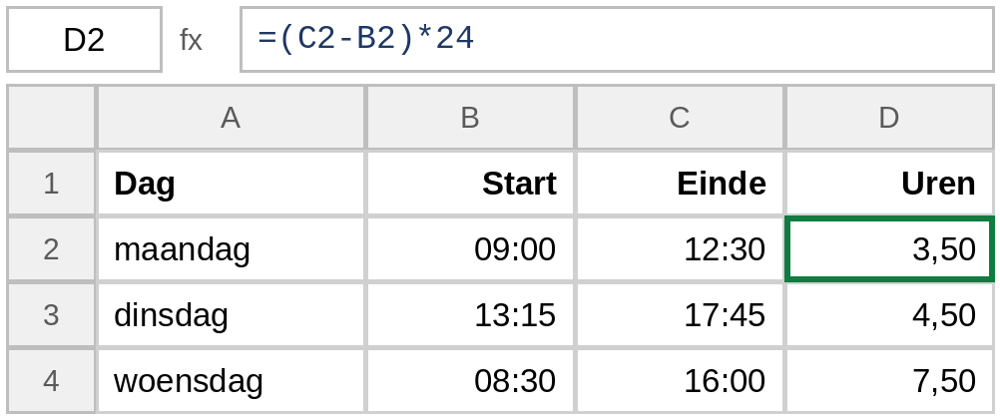 D2 fx =(C2-B2)*24
A B C D
1 Dag Start Einde Uren
2 maandag 09:00 12:30 3,50
3 dinsdag 13:15 17:45 4,50
4 woensdag 08:30 16:00 7,50